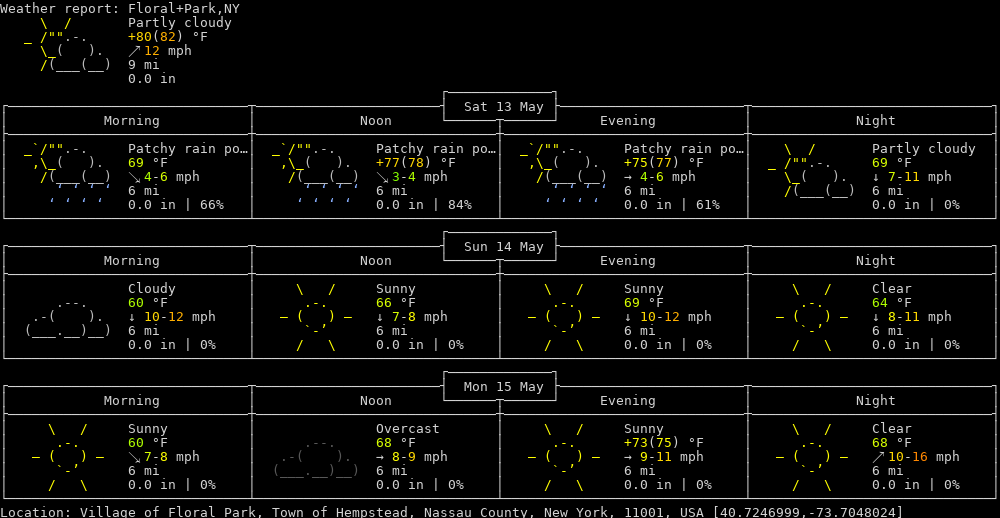 Weather report: Floral+Park,NY
Partly cloudy
+80(82) °F
↗ 12 mph
9 mi
0.0 in
Sat 13 May
Morning Noon Evening Night
Patchy rain po… Patchy rain po… Patchy rain po… Partly cloudy
69 °F +77(78) °F +75(77) °F 69 °F
↘ 4-6 mph ↘ 3-4 mph → 4-6 mph ↓ 7-11 mph
6 mi 6 mi 6 mi 6 mi
0.0 in | 66% 0.0 in | 84% 0.0 in | 61% 0.0 in | 0%
Sun 14 May
Morning Noon Evening Night
Cloudy Sunny Sunny Clear
60 °F 66 °F 69 °F 64 °F
↓ 10-12 mph ↓ 7-8 mph ↓ 10-12 mph ↓ 8-11 mph
6 mi 6 mi 6 mi 6 mi
0.0 in | 0% 0.0 in | 0% 0.0 in | 0% 0.0 in | 0%
Mon 15 May
Morning Noon Evening Night
Sunny Overcast Sunny Clear
60 °F 68 °F +73(75) °F 68 °F
↘ 7-8 mph → 8-9 mph → 9-11 mph ↗ 10-16 mph
6 mi 6 mi 6 mi 6 mi
0.0 in | 0% 0.0 in | 0% 0.0 in | 0% 0.0 in | 0%
Location: Village of Floral Park, Town of Hempstead, Nassau County, New York, 11001, USA [40.7246999,-73.7048024]